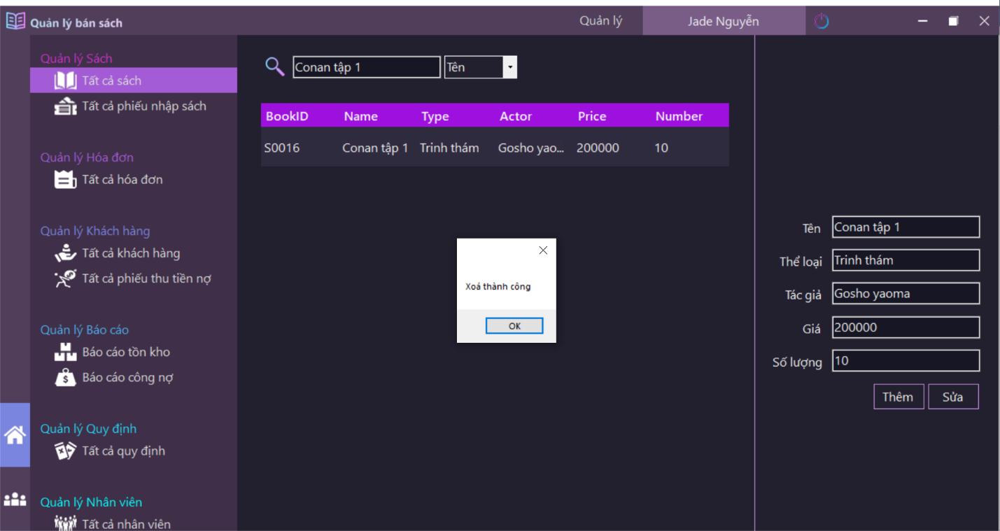 Quản lý bán sách
Quản lý
Jade Nguyễn
Quản lý Sách
Tất cả sách
Tất cả phiếu nhập sách
Quản lý Hóa đơn
Tất cả hóa đơn
Quản lý Khách hàng
Tất cả khách hàng
Tất cả phiếu thu tiền nợ
Quản lý Báo cáo
Báo cáo tồn kho
Báo cáo công nợ
Quản lý Quy định
Tất cả quy định
Quản lý Nhân viên
Tất cả nhân viên
Conan tập 1 Tên
BookID Name Type Actor Price Number
S0016 Conan tập 1 Trinh thám Gosho yao... 200000 10
Xoá thành công
OK
Tên Conan tập 1
Thể loại Trinh thám
Tác giả Gosho yaoma
Giá 200000
Số lượng 10
Thêm Sửa